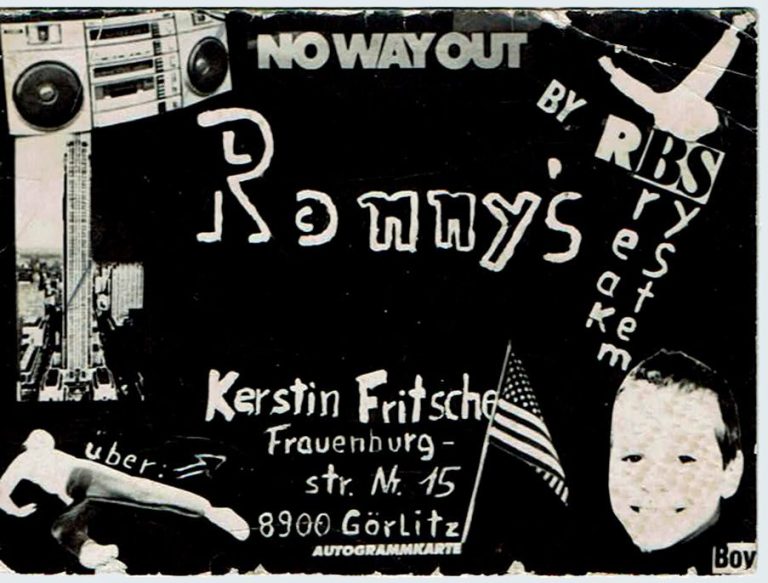 NO WAY OUT
BY
RBS
Ronny's
reak
ystem
Kerstin Fritsche
Frauenburg-
über:
str. Nr. 15
8900 Görlitz
AUTOGRAMMKARTE
Boy